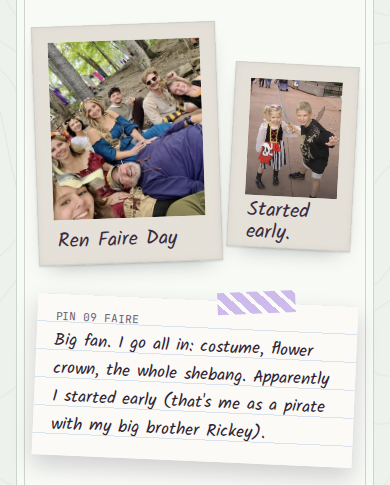 Ren Faire Day
Started
early.
PIN 09 FAIRE
Big fan. I go all in: costume, flower
crown, the whole shebang. Apparently
I started early (that's me as a pirate
with my big brother Rickey).